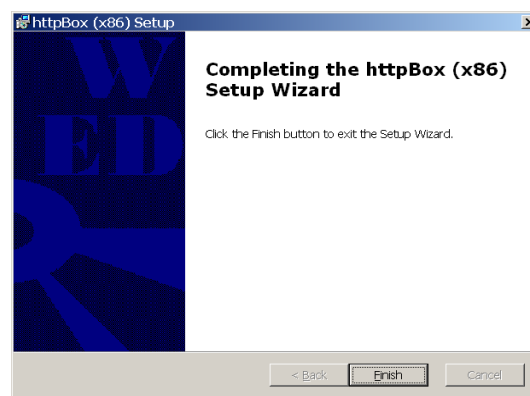 httpBox (x86) Setup
W
ED
Completing the httpBox (x86)
Setup Wizard
Click the Finish button to exit the Setup Wizard.
< Back
Finish
Cancel